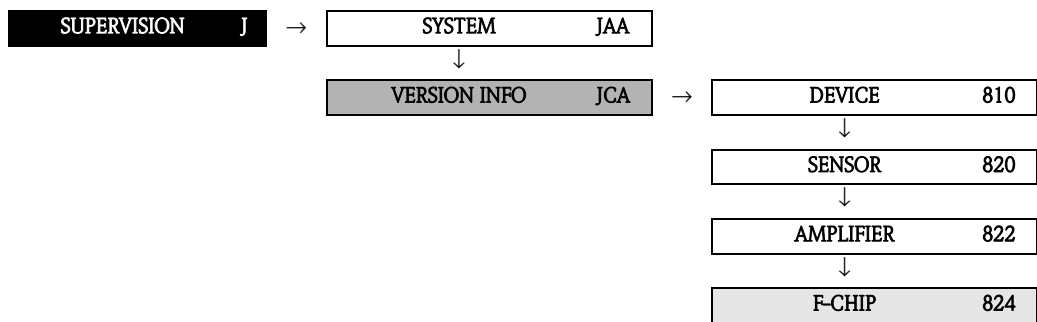 SUPERVISION J → SYSTEM JAA
↓
VERSION INFO JCA → DEVICE 810
↓
SENSOR 820
↓
AMPLIFIER 822
↓
F-CHIP 824